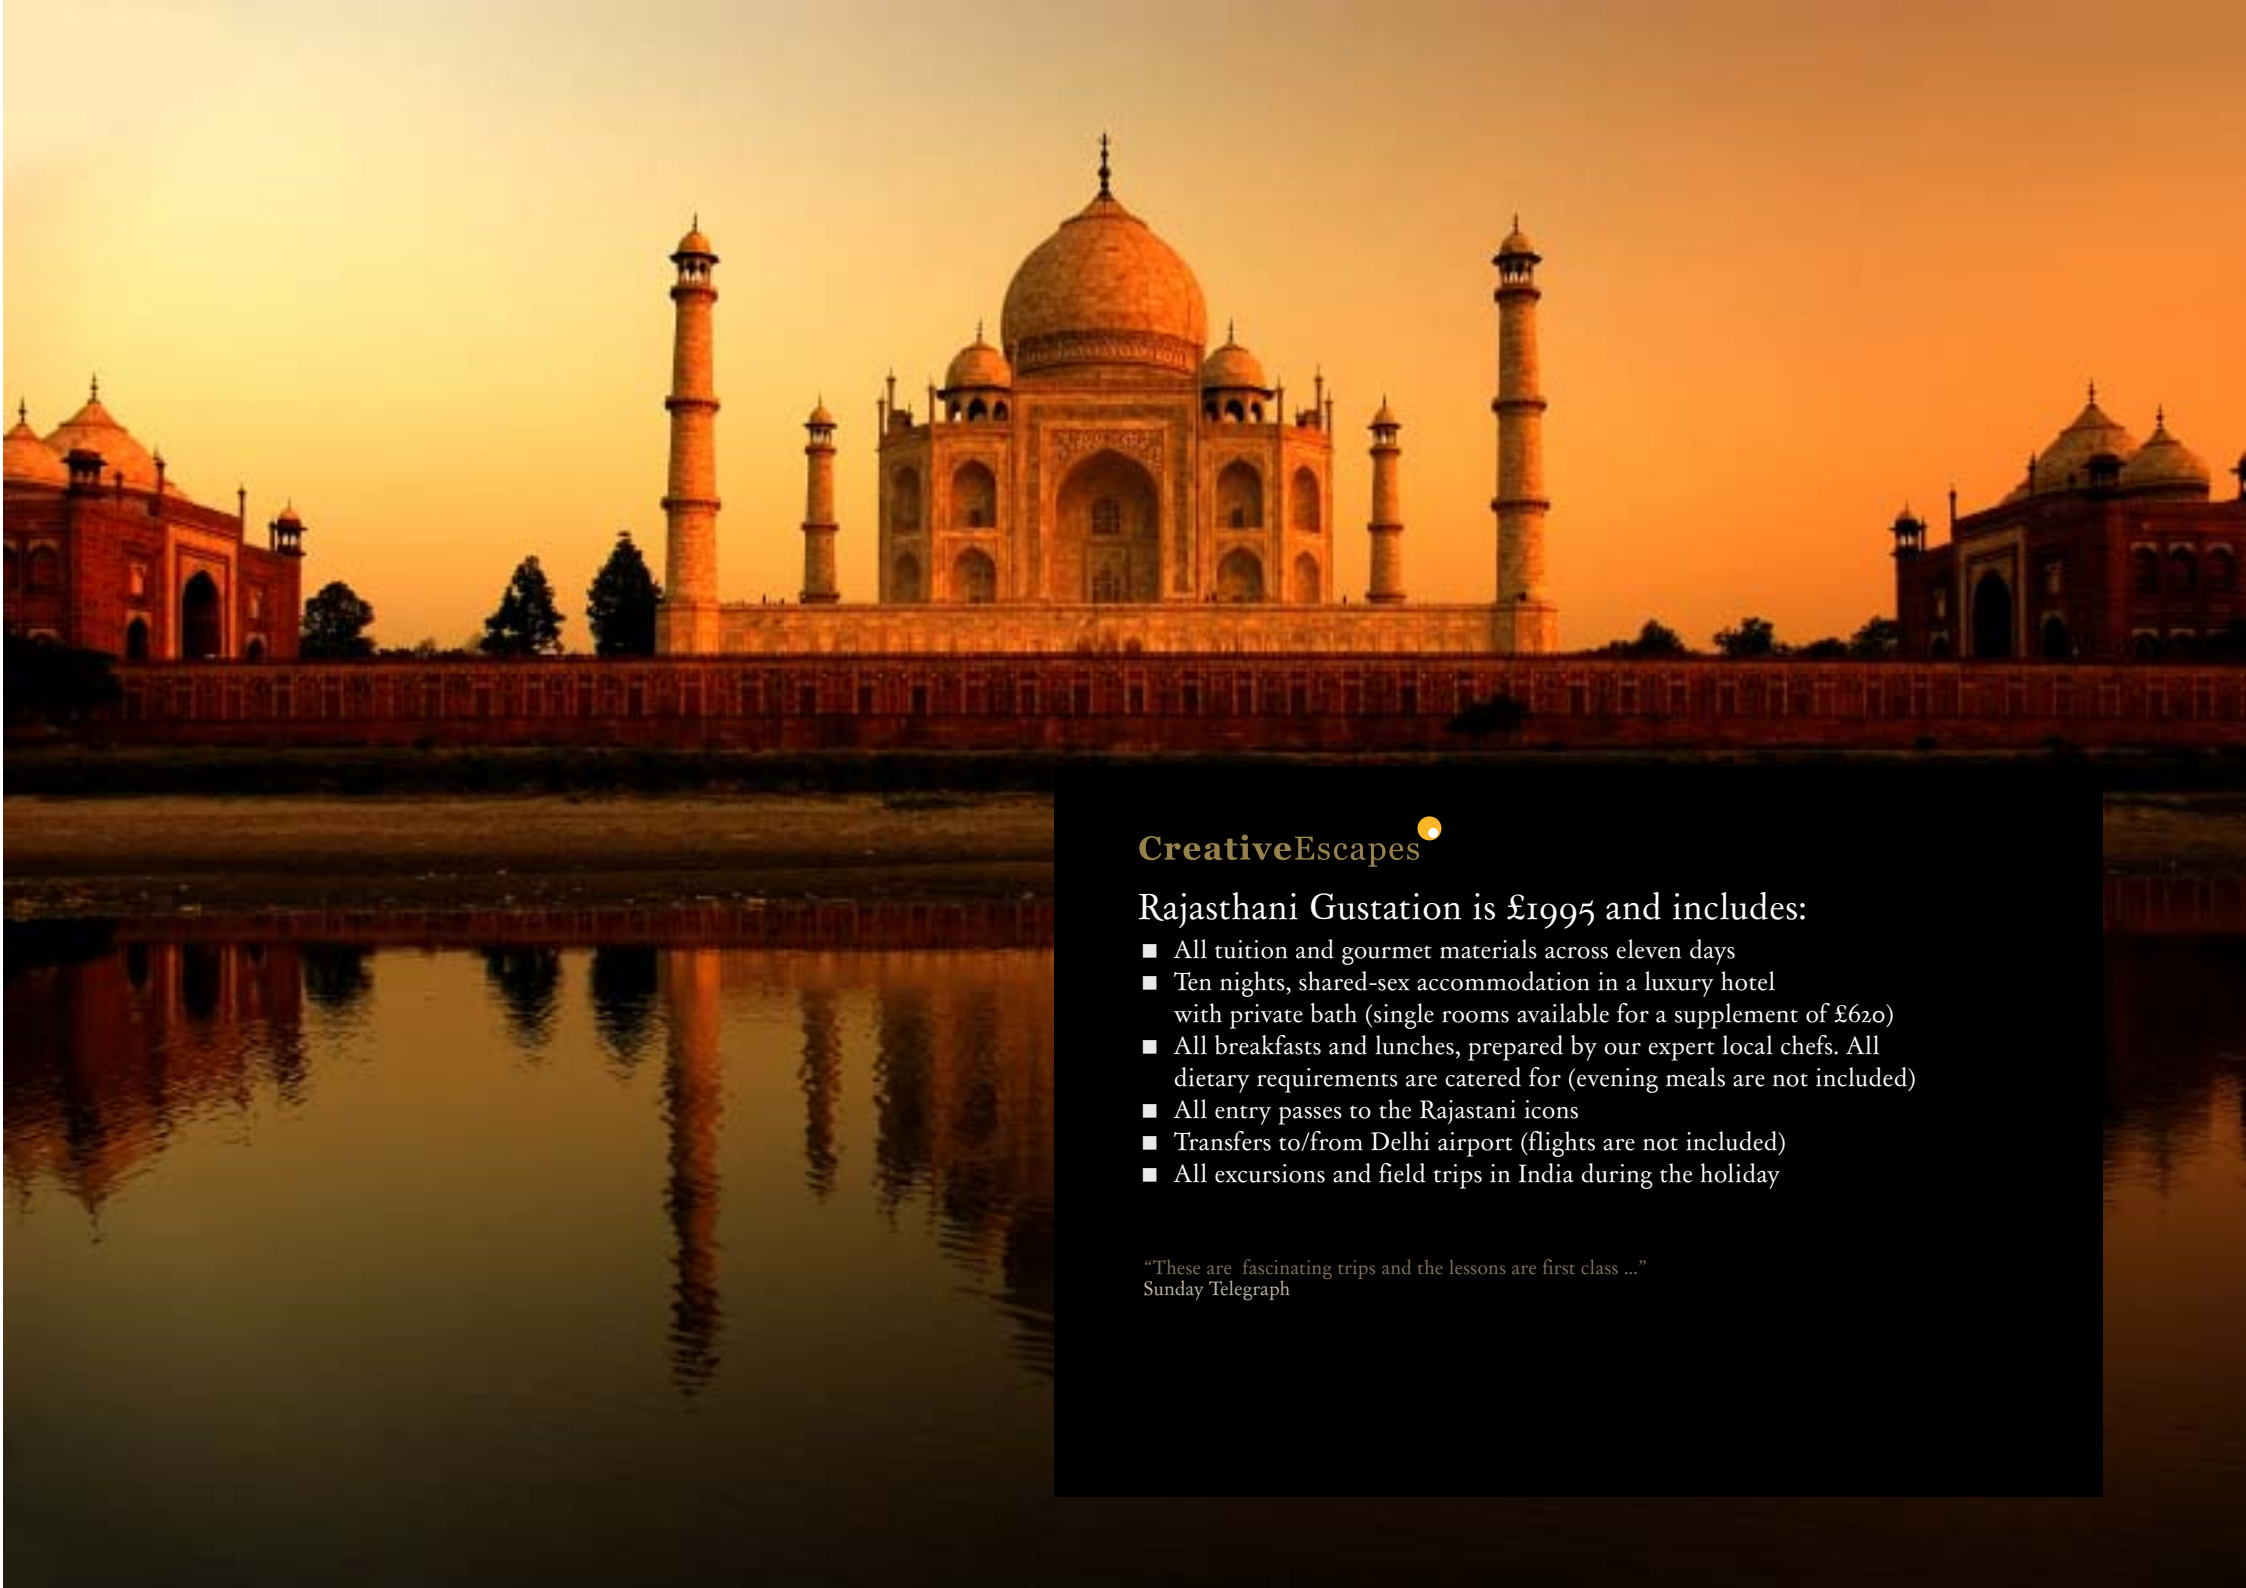 CreativeEscapes
Rajasthani Gustation is £1995 and includes:
■ All tuition and gourmet materials across eleven days
■ Ten nights, shared-sex accommodation in a luxury hotel
with private bath (single rooms available for a supplement of £620)
■ All breakfasts and lunches, prepared by our expert local chefs. All
dietary requirements are catered for (evening meals are not included)
■ All entry passes to the Rajastani icons
■ Transfers to/from Delhi airport (flights are not included)
■ All excursions and field trips in India during the holiday
“These are  fascinating trips and the lessons are first class ...”
Sunday Telegraph